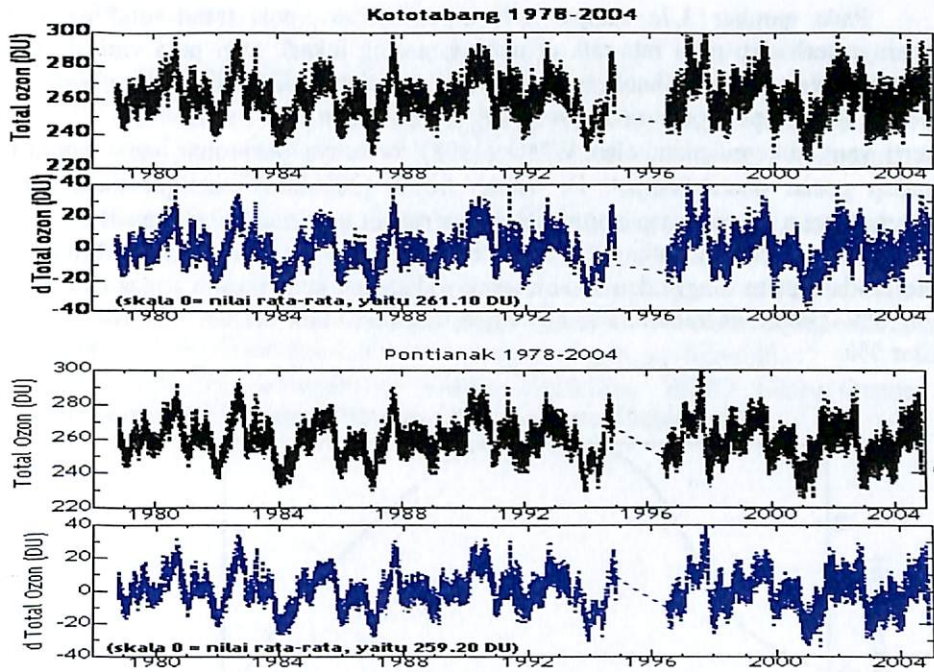 Kototabang 1978-2004
Total ozon (DU)
300
280
260
240
220
1980 1984 1988 1992 1996 2000 2004
d Total ozon (DU)
40
20
0
-20
-40
(skala 0= nilai rata-rata, yaitu 261.10 DU)
1980 1984 1988 1992 1996 2000 2004
Pontianak 1978-2004
Total Ozon (DU)
300
280
260
240
220
1980 1984 1988 1992 1996 2000 2004
d Total Ozon (DU)
40
20
0
-20
-40
(skala 0 = nilai rata-rata, yaitu 259.20 DU)
1980 1984 1988 1992 1996 2000 2004